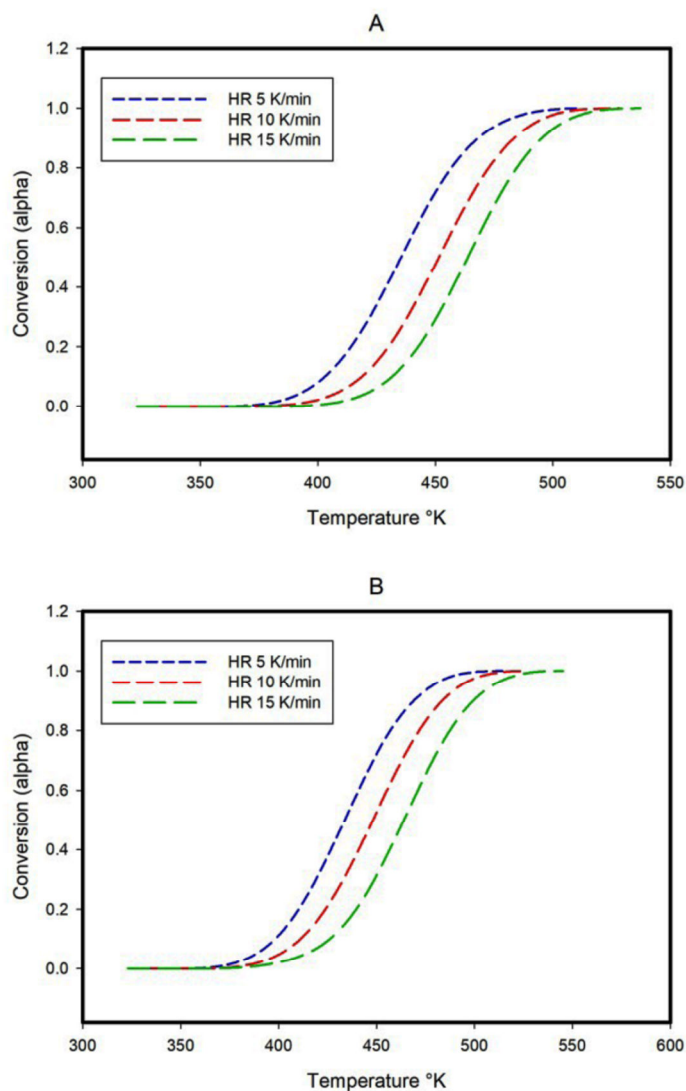 A
1.2
1.0
0.8
0.6
0.4
0.2
0.0
Conversion (alpha)
HR 5 K/min
HR 10 K/min
HR 15 K/min
300 350 400 450 500 550
Temperature °K
B
1.2
1.0
0.8
0.6
0.4
0.2
0.0
Conversion (alpha)
HR 5 K/min
HR 10 K/min
HR 15 K/min
300 350 400 450 500 550 600
Temperature °K